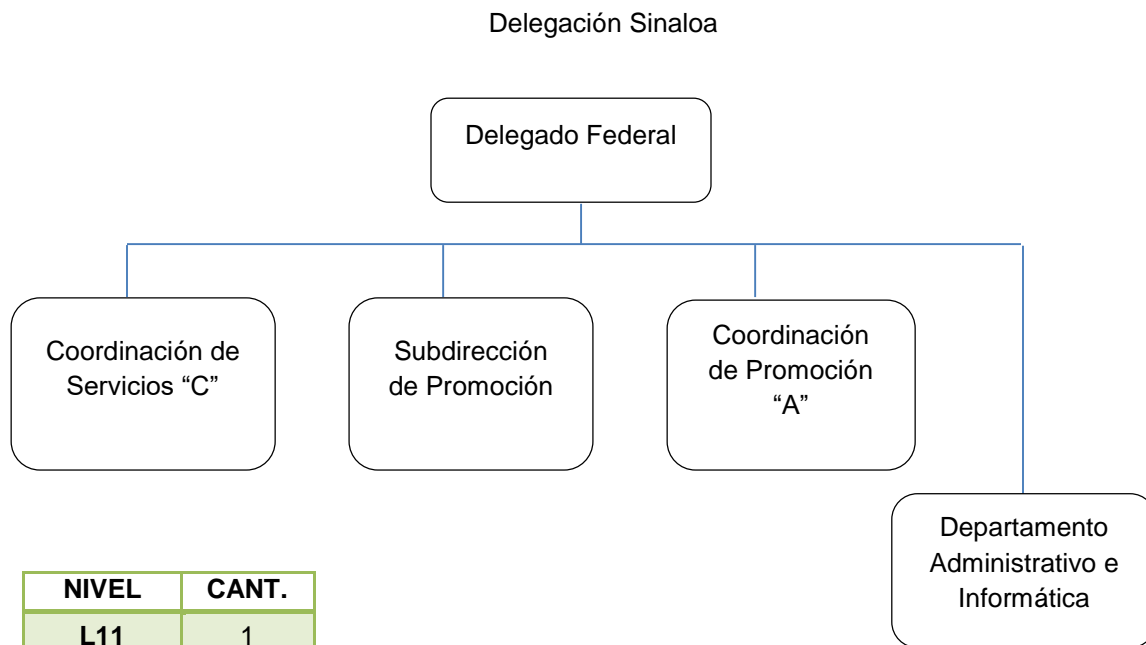 Delegación Sinaloa
Delegado Federal
Coordinación de
Servicios “C”
Subdirección
de Promoción
Coordinación
de Promoción
“A”
Departamento
Administrativo e
Informática
NIVEL CANT.
L11 1